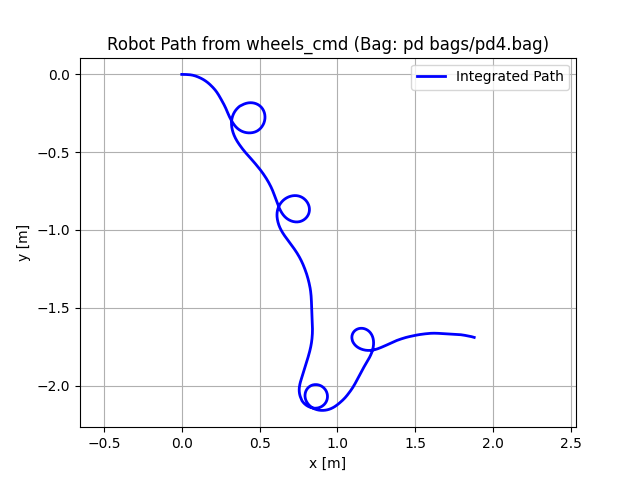 Robot Path from wheels_cmd (Bag: pd bags/pd4.bag)
Integrated Path
0.0
−0.5
−1.0
−1.5
−2.0
y [m]
−0.5 0.0 0.5 1.0 1.5 2.0 2.5
x [m]